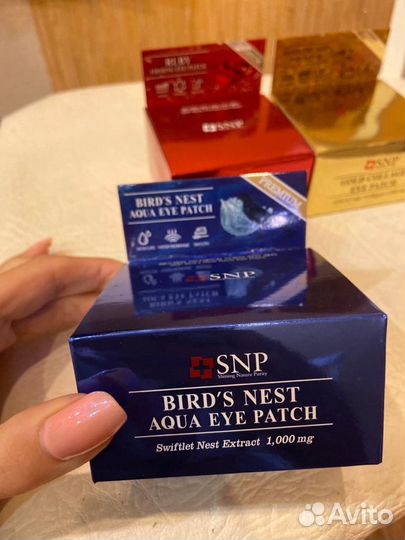 RUBY
SNP
SNP
GOLD COLLAGEN
EYE PATCH
BIRD'S NEST
AQUA EYE PATCH
PREMIUM
SNP
SNP
Shining Nature Purity
BIRD'S NEST
AQUA EYE PATCH
Swiftlet Nest Extract 1,000 mg
Avito